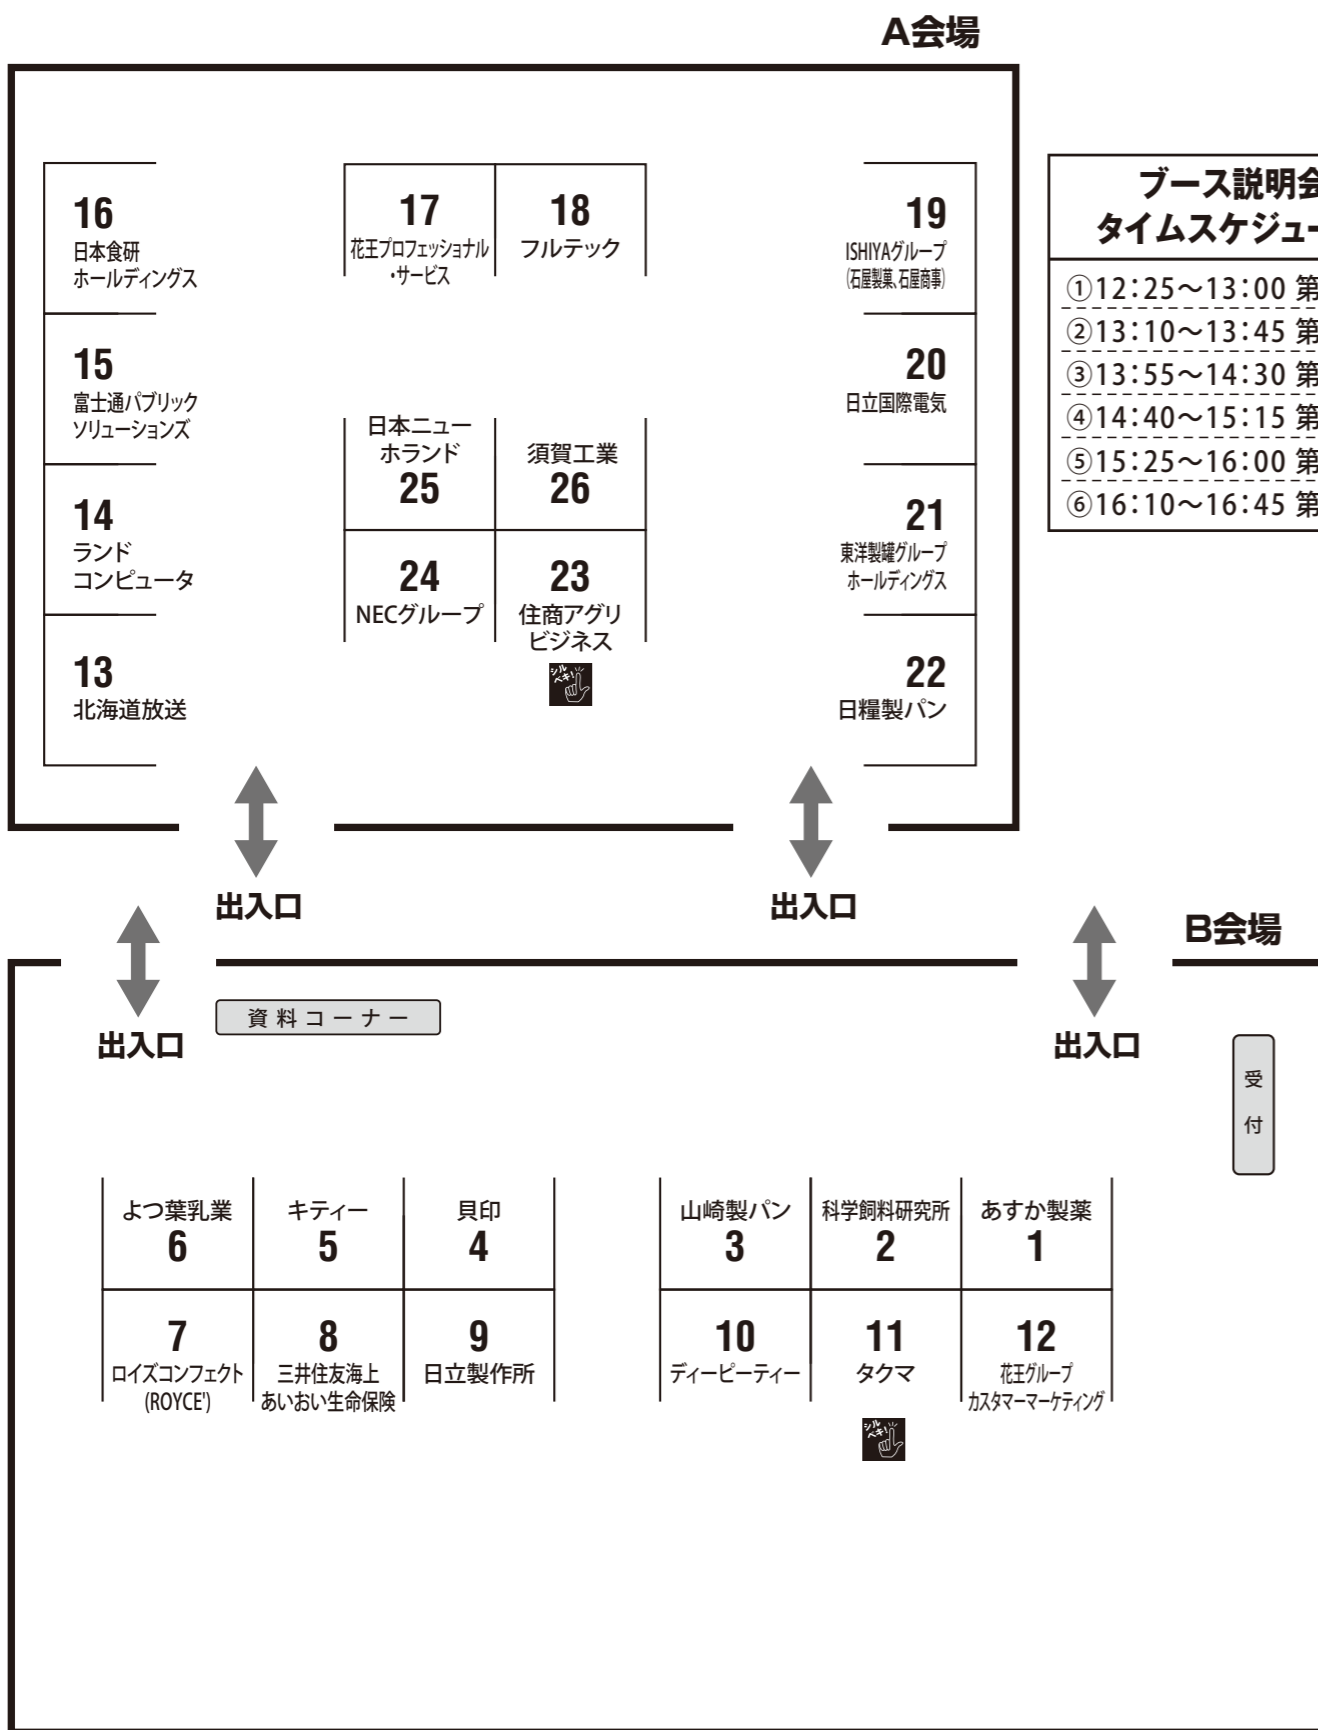 A会場
16
日本食研
ホールディングス
17
花王プロフェッショナル
・サービス
18
フルテック
19
ISHIYAグループ
(石屋製菓、石屋商事)
ブース説明会
タイムスケジュー
①12:25〜13:00 第
②13:10〜13:45 第
③13:55〜14:30 第
④14:40〜15:15 第
⑤15:25〜16:00 第
⑥16:10〜16:45 第
15
富士通パブリック
ソリューションズ
日本ニュー
ホランド
25
須賀工業
26
20
日立国際電気
14
ランド
コンピュータ
24
NECグループ
23
住商アグリ
ビジネス
シル
ベキ!
21
東洋製罐グループ
ホールディングス
13
北海道放送
22
日糧製パン
出入口
出入口
B会場
出入口
資料コーナー
出入口
受付
よつ葉乳業
6
キティー
5
貝印
4
山崎製パン
3
科学飼料研究所
2
あすか製薬
1
7
ロイズコンフェクト
(ROYCE')
8
三井住友海上
あいおい生命保険
9
日立製作所
10
ディーピーティー
11
タクマ
シル
ベキ!
12
花王グループ
カスタマーマーケティング